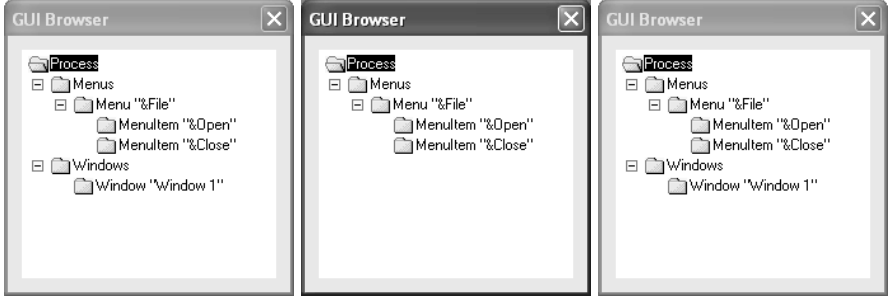 GUI Browser
Process
Menus
Menu "&File"
MenuItem "&Open"
MenuItem "&Close"
Windows
Window "Window 1"
GUI Browser
Process
Menus
Menu "&File"
MenuItem "&Open"
MenuItem "&Close"
GUI Browser
Process
Menus
Menu "&File"
MenuItem "&Open"
MenuItem "&Close"
Windows
Window "Window 1"